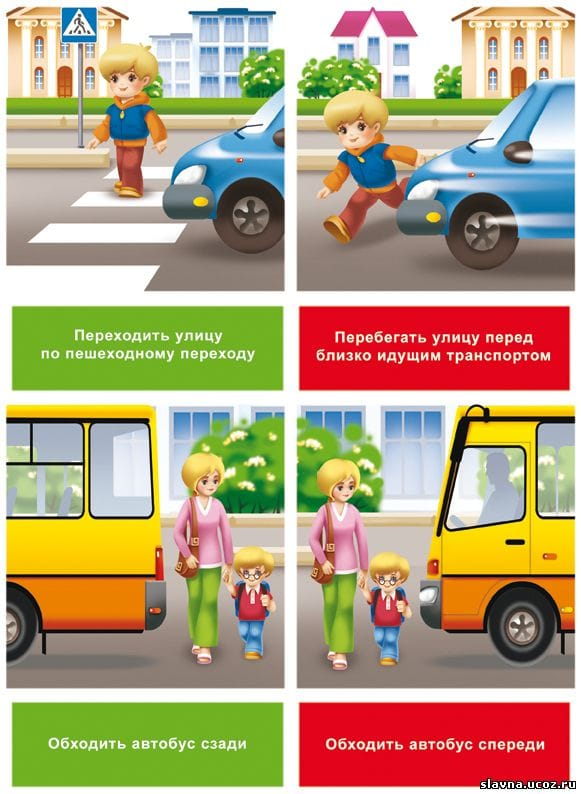 Переходить улицу
по пешеходному переходу
Перебегать улицу перед
близко идущим транспортом
Обходить автобус сзади
Обходить автобус спереди
slavna.ucoz.ru